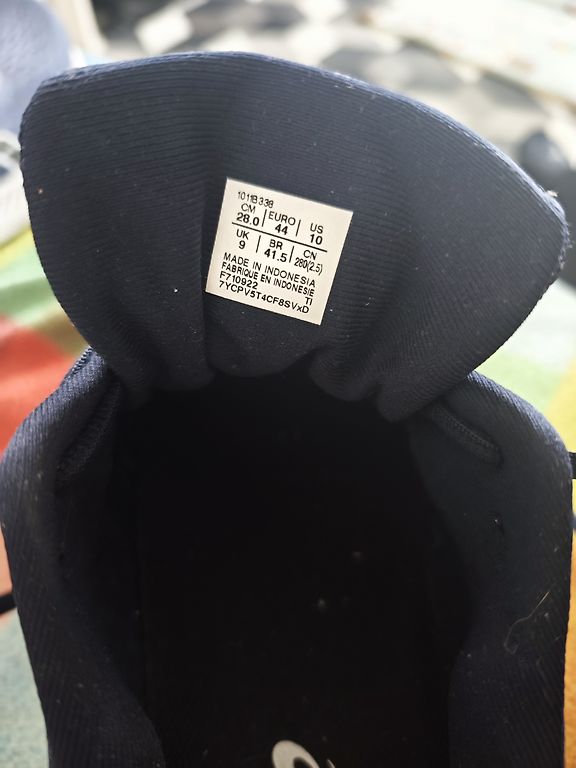 1011B338
CM EURO US
28.0 44 10
UK BR CN
9 41.5 280(2.5)
MADE IN INDONESIA
FABRIQUE EN INDONESIE
F710922 TI
7YCPV5T4CF8SVxD